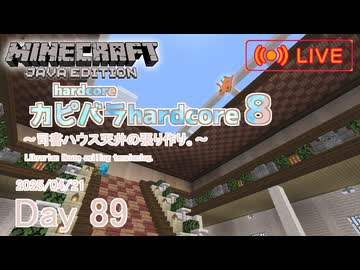 MINECRAFT
JAVA EDITION
LIVE
hardcore
カピバラhardcore 8
～司書ハウス天井の張り作り。～
Librarian House ceiling tensioning.
2025/04/21
Day 89